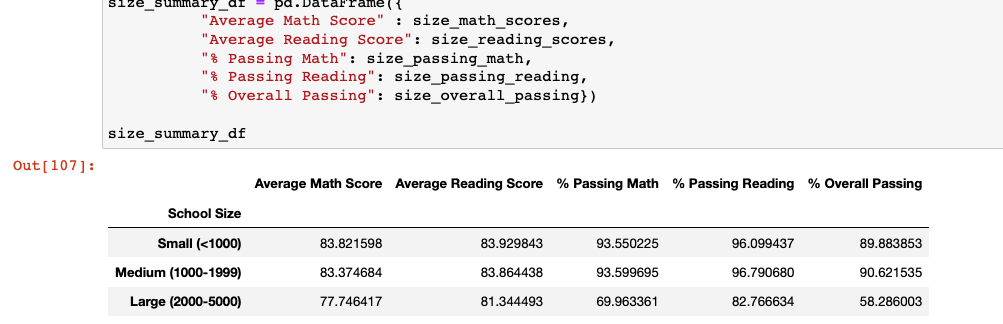 size_summary_df = pd.DataFrame({
"Average Math Score" : size_math_scores,
"Average Reading Score": size_reading_scores,
"% Passing Math": size_passing_math,
"% Passing Reading": size_passing_reading,
"% Overall Passing": size_overall_passing})
size_summary_df
Out[107]:
Average Math Score Average Reading Score % Passing Math % Passing Reading % Overall Passing
School Size
Small (<1000) 83.821598 83.929843 93.550225 96.099437 89.883853
Medium (1000-1999) 83.374684 83.864438 93.599695 96.790680 90.621535
Large (2000-5000) 77.746417 81.344493 69.963361 82.766634 58.286003